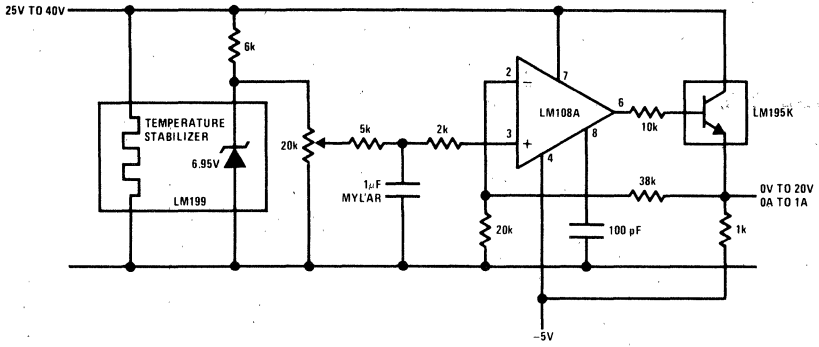 25V TO 40V
6k
TEMPERATURE
STABILIZER
6.95V
LM199
20k
5k
1μF
MYLAR
2k
2
3
7
LM108A
6
8
4
10k
LM195K
38k
20k
100 pF
1k
0V TO 20V
0A TO 1A
−5V